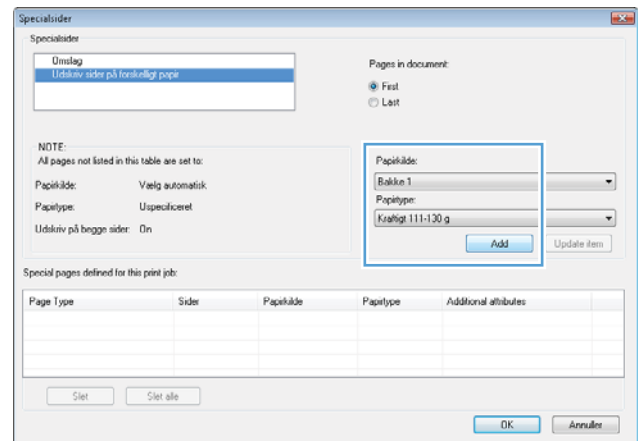 Specialsider
Specialsider
Omslag
Udskriv sider på forskelligt papir
Pages in document:
First
Last
NOTE:
All pages not listed in this table are set to:
Papirkilde: Vælg automatisk
Papirtype: Uspecificeret
Udskriv på begge sider: On
Papirkilde:
Bakke 1
Papirtype:
Kraftigt 111-130 g
Add Update item
Special pages defined for this print job:
Page Type Sider Papirkilde Papirtype Additional attributes
Slet Slet alle
OK Annuller